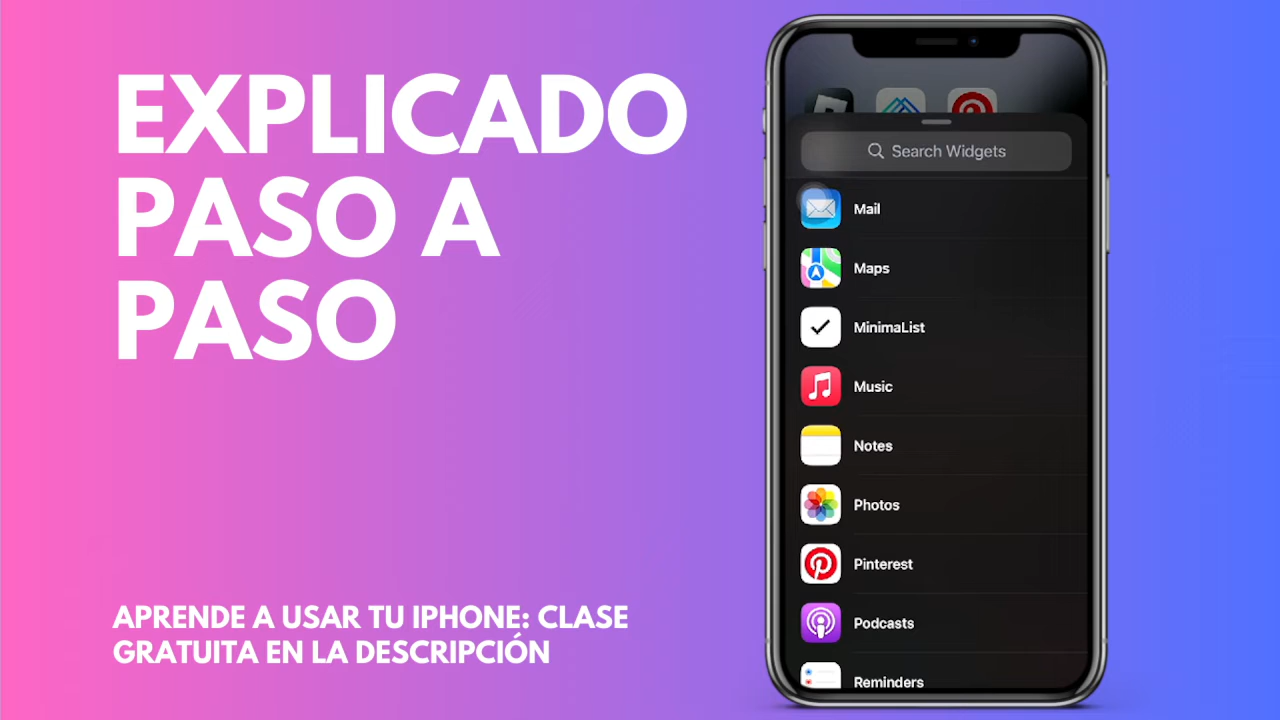 EXPLICADO
PASO A
PASO
APRENDE A USAR TU IPHONE: CLASE
GRATUITA EN LA DESCRIPCIÓN
Search Widgets
Mail
Maps
MinimaList
Music
Notes
Photos
Pinterest
Podcasts
Reminders